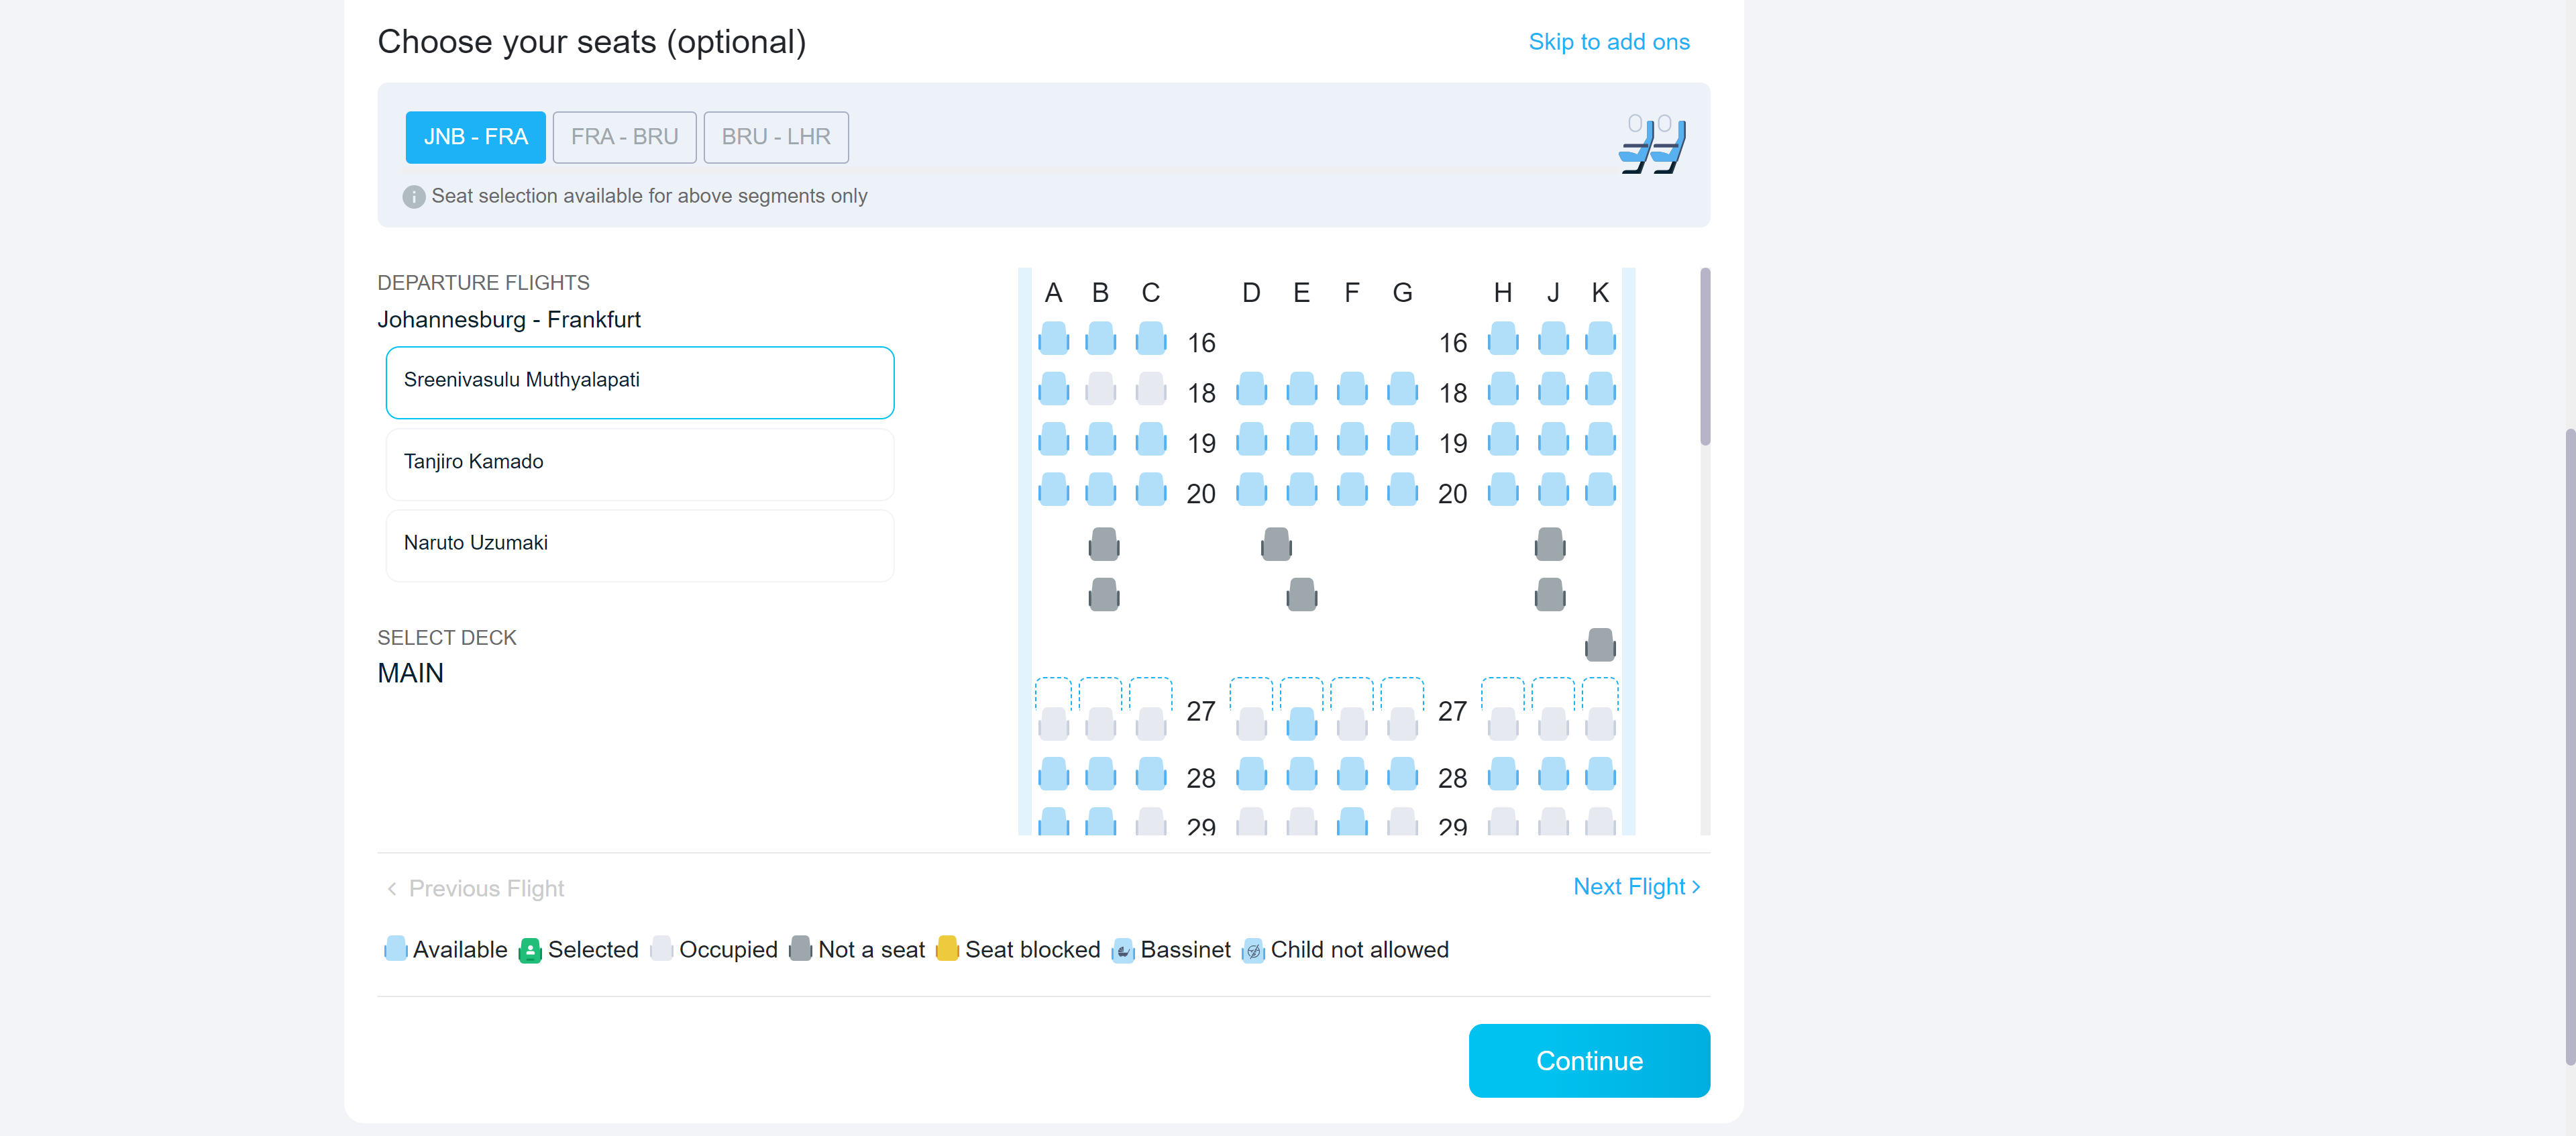 Choose your seats (optional)
Skip to add ons
JNB - FRA
FRA - BRU
BRU - LHR
Seat selection available for above segments only
DEPARTURE FLIGHTS
Johannesburg - Frankfurt
Sreenivasulu Muthyalapati
Tanjiro Kamado
Naruto Uzumaki
SELECT DECK
MAIN
A B C D E F G H J K
16 16
18 18
19 19
20 20
27 27
28 28
29 29
Previous Flight
Next Flight
Available Selected Occupied Not a seat Seat blocked Bassinet Child not allowed
Continue